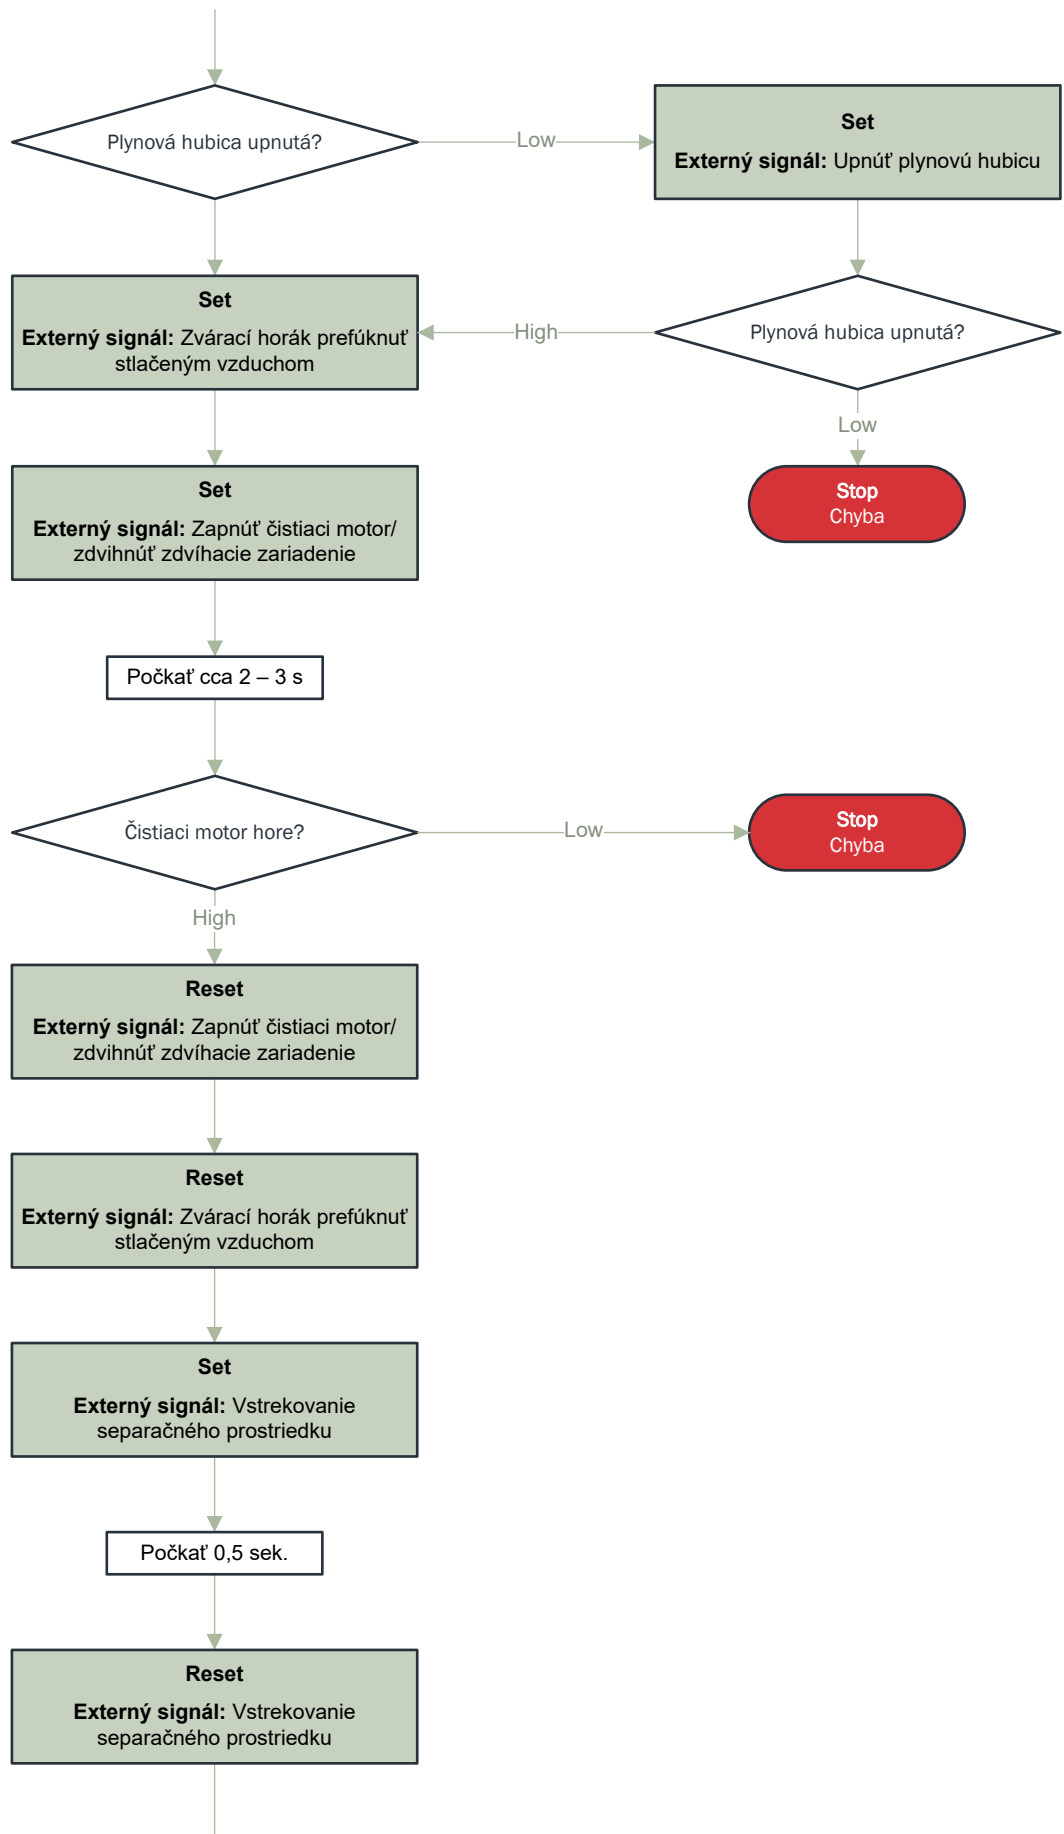 Plynová hubica upnutá?
Low
Set
Externý signál: Upnúť plynovú hubicu
Set
Externý signál: Zvárací horák prefúknuť
stlačeným vzduchom
High
Plynová hubica upnutá?
Low
Set
Externý signál: Zapnúť čistiaci motor/
zdvihnúť zdvíhacie zariadenie
Stop
Chyba
Počkať cca 2 – 3 s
Čistiaci motor hore?
Low
Stop
Chyba
High
Reset
Externý signál: Zapnúť čistiaci motor/
zdvihnúť zdvíhacie zariadenie
Reset
Externý signál: Zvárací horák prefúknuť
stlačeným vzduchom
Set
Externý signál: Vstrekovanie
separačného prostriedku
Počkať 0,5 sek.
Reset
Externý signál: Vstrekovanie
separačného prostriedku